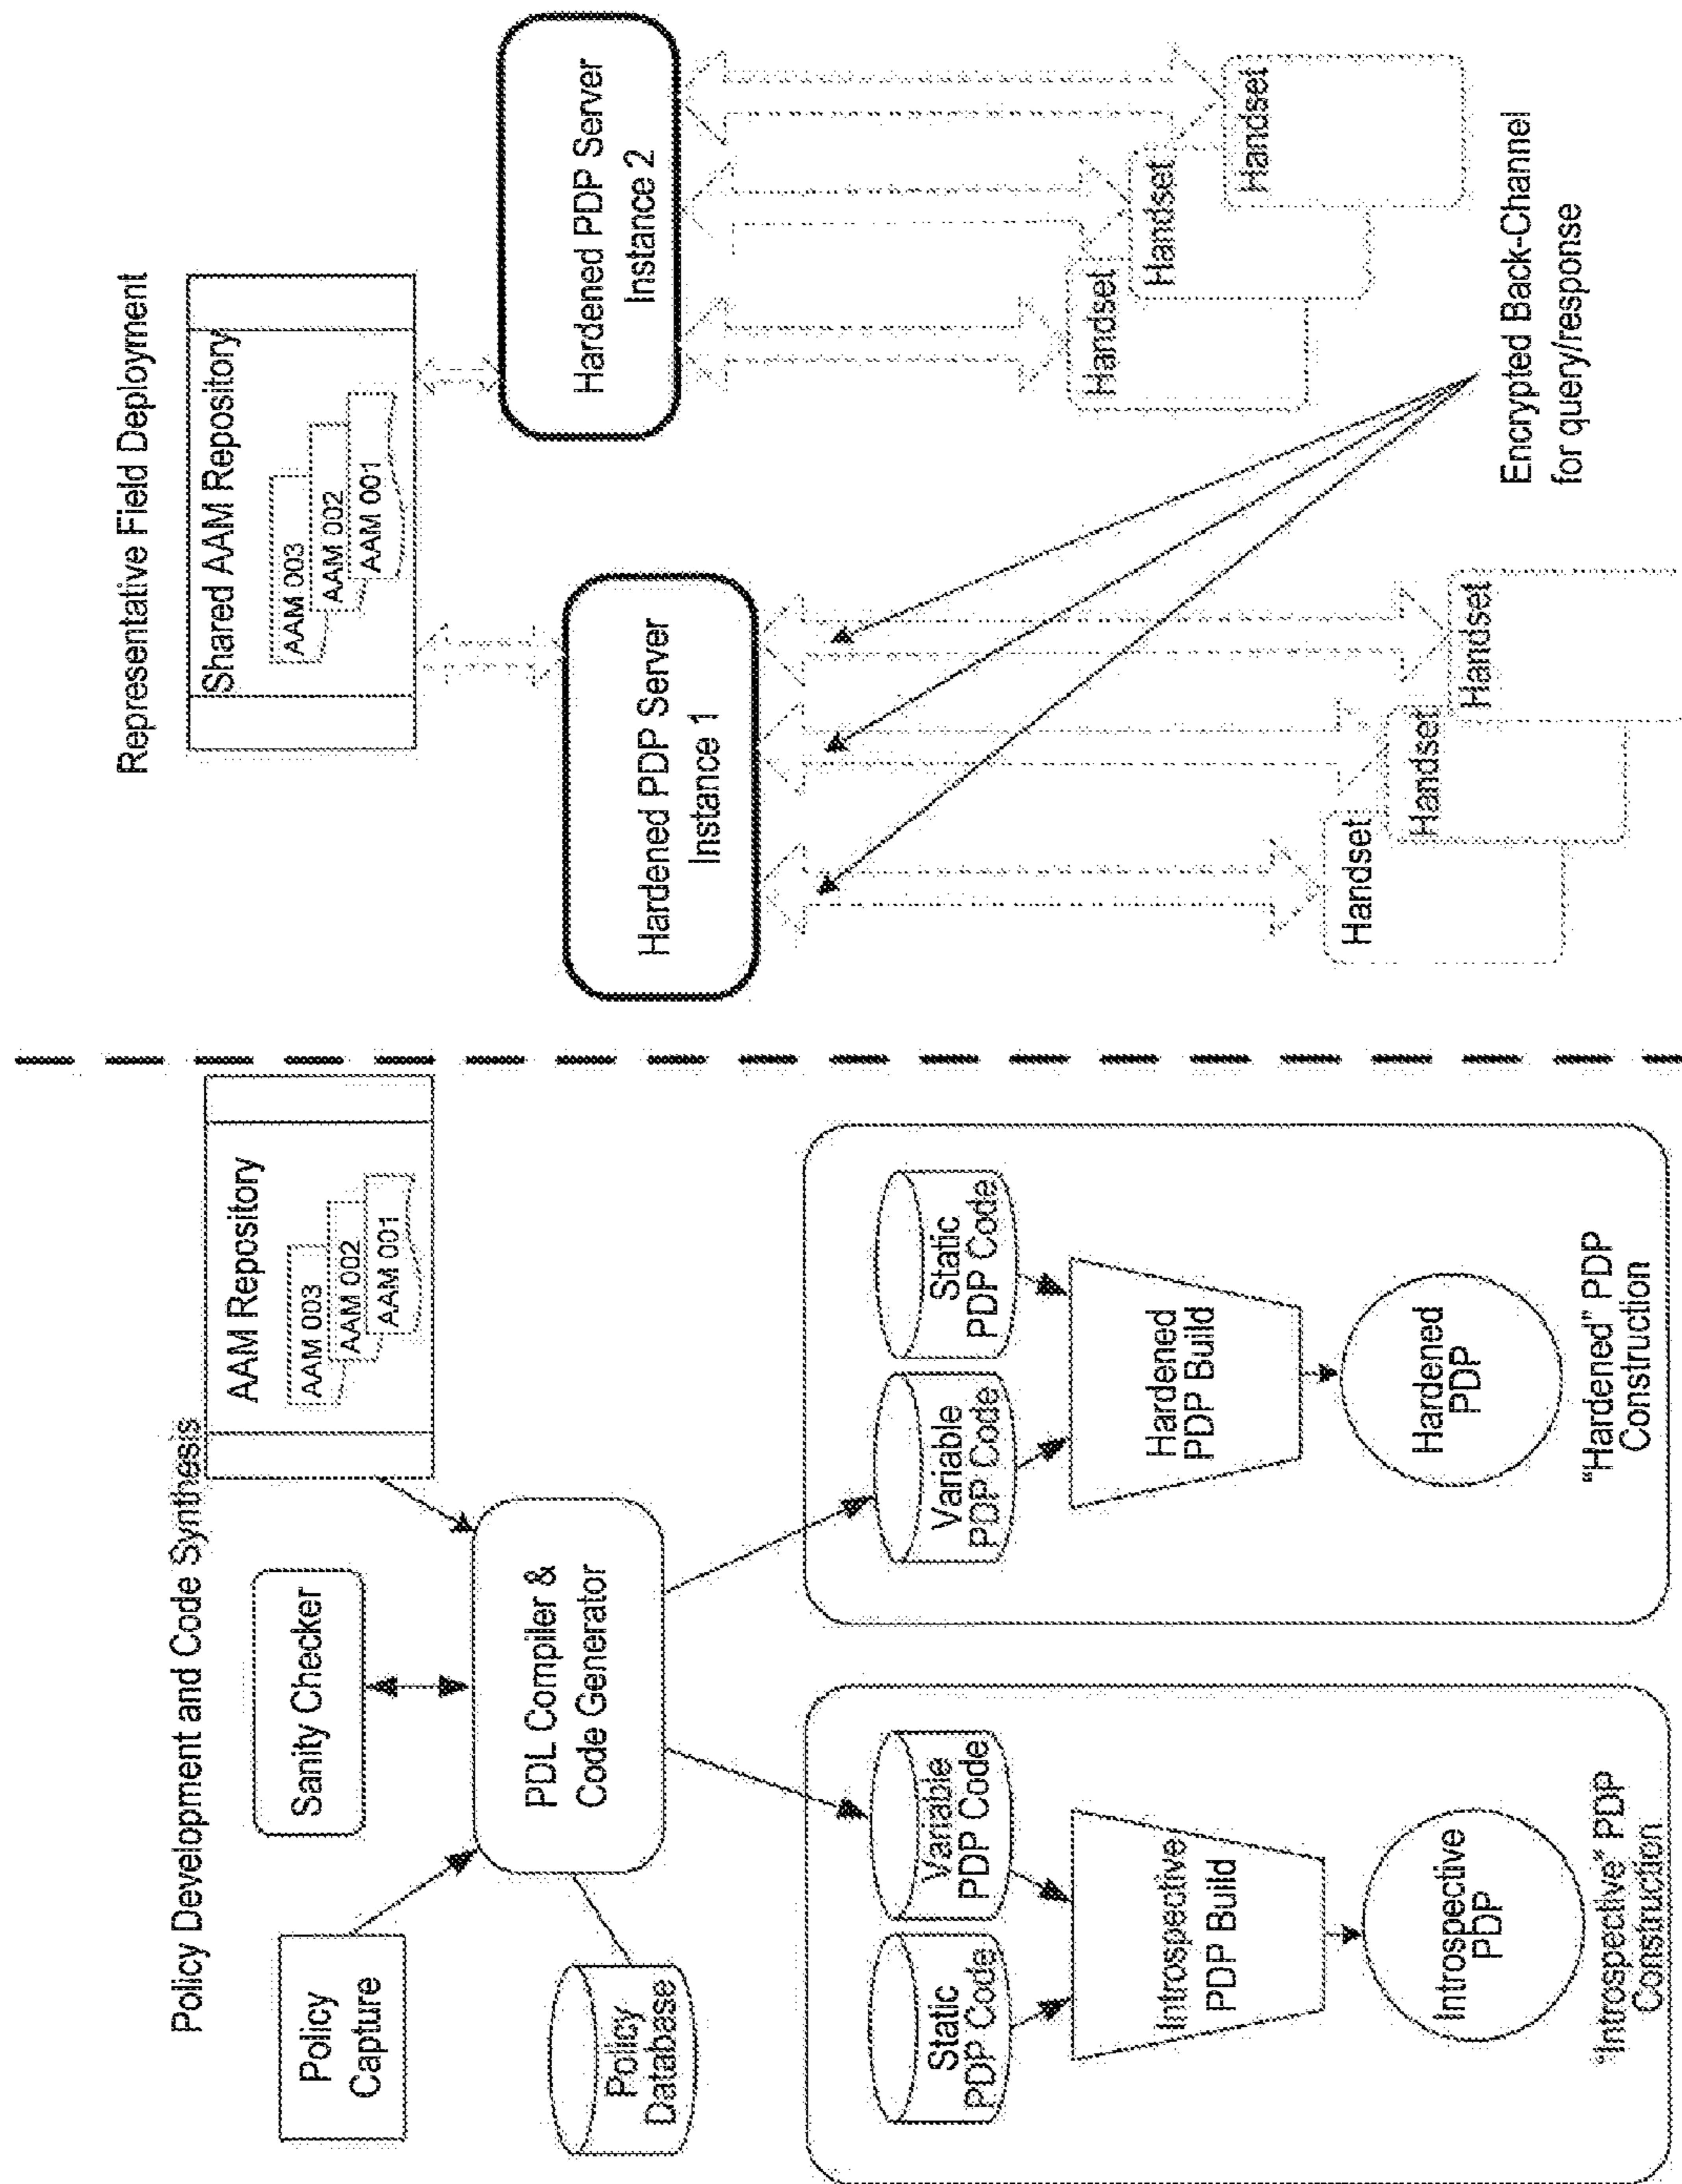 Policy Development and Code Synthesis
Policy
Capture
Sanity Checker
AAM Repository
AAM 003
AAM 002
AAM 001
Policy
Database
PDL Compiler &
Code Generator
Static
PDP Code
Variable
PDP Code
Introspective
PDP Build
Introspective
PDP
"Introspective" PDP
Construction
Variable
PDP Code
Static
PDP Code
Hardened
PDP Build
Hardened
PDP
"Hardened" PDP
Construction
Representative Field Deployment
Shared AAM Repository
AAM 003
AAM 002
AAM 001
Hardened PDP Server
Instance 1
Hardened PDP Server
Instance 2
Handset
Handset
Handset
Handset
Handset
Handset
Encrypted Back-Channel
for query/response